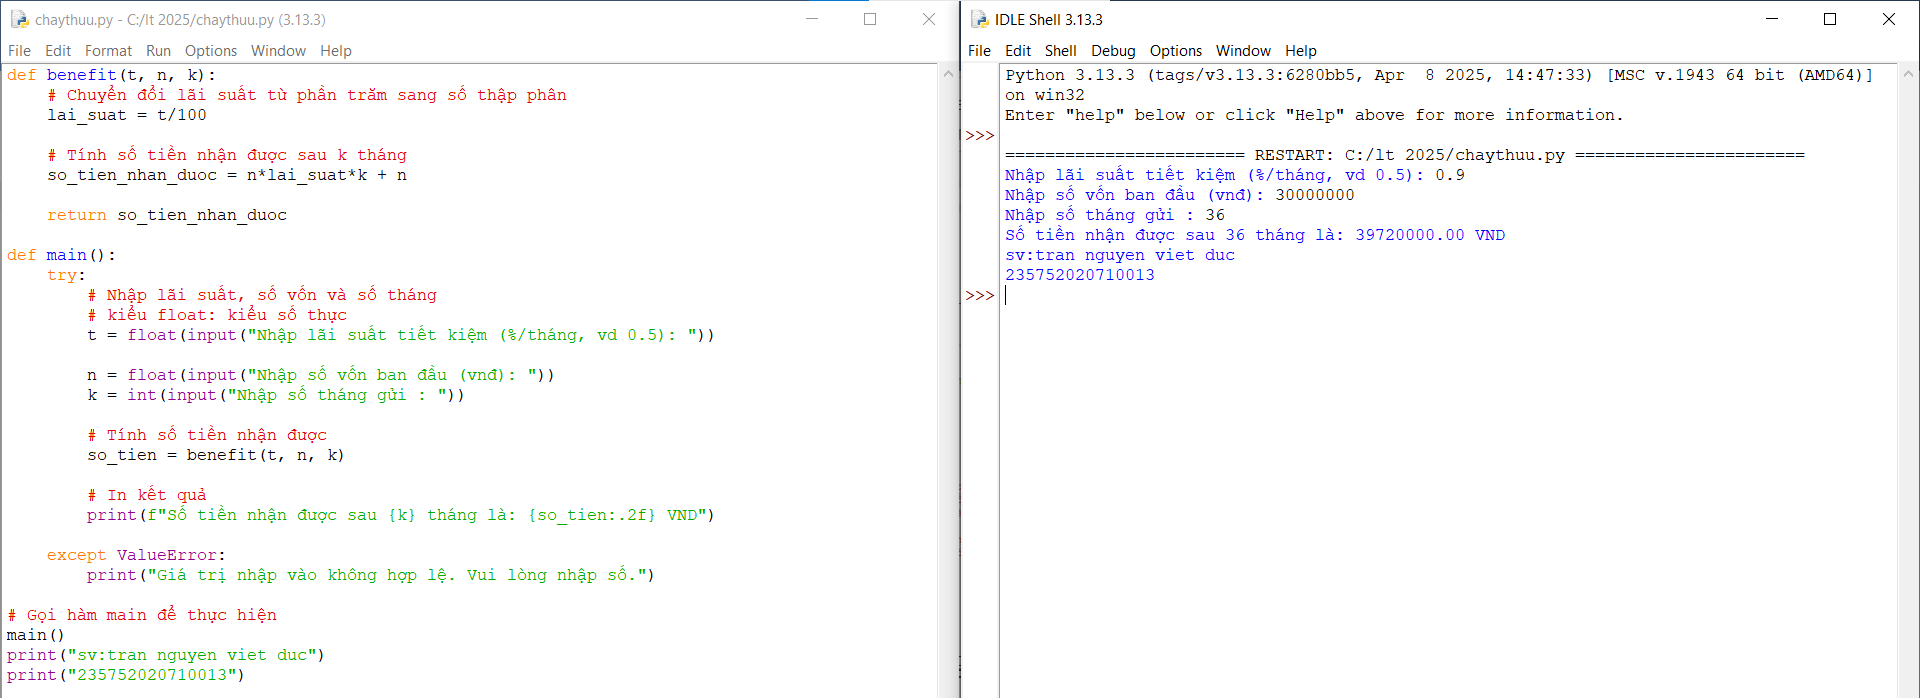 chaythuu.py - C:/lt 2025/chaythuu.py (3.13.3)
File Edit Format Run Options Window Help
def benefit(t, n, k):
    # Chuyển đổi lãi suất từ phần trăm sang số thập phân
    lai_suat = t/100
    # Tính số tiền nhận được sau k tháng
    so_tien_nhan_duoc = n*lai_suat*k + n
    return so_tien_nhan_duoc
def main():
    try:
        # Nhập lãi suất, số vốn và số tháng
        # kiểu float: kiểu số thực
        t = float(input("Nhập lãi suất tiết kiệm (%/tháng, vd 0.5): "))
        n = float(input("Nhập số vốn ban đầu (vnđ): "))
        k = int(input("Nhập số tháng gửi : "))
        # Tính số tiền nhận được
        so_tien = benefit(t, n, k)
        # In kết quả
        print(f"Số tiền nhận được sau {k} tháng là: {so_tien:.2f} VND")
    except ValueError:
        print("Giá trị nhập vào không hợp lệ. Vui lòng nhập số.")
# Gọi hàm main để thực hiện
main()
print("sv:tran nguyen viet duc")
print("235752020710013")
IDLE Shell 3.13.3
File Edit Shell Debug Options Window Help
Python 3.13.3 (tags/v3.13.3:6280bb5, Apr  8 2025, 14:47:33) [MSC v.1943 64 bit (AMD64)]
on win32
Enter "help" below or click "Help" above for more information.
>>>
======================== RESTART: C:/lt 2025/chaythuu.py =======================
Nhập lãi suất tiết kiệm (%/tháng, vd 0.5): 0.9
Nhập số vốn ban đầu (vnđ): 30000000
Nhập số tháng gửi : 36
Số tiền nhận được sau 36 tháng là: 39720000.00 VND
sv:tran nguyen viet duc
235752020710013
>>>